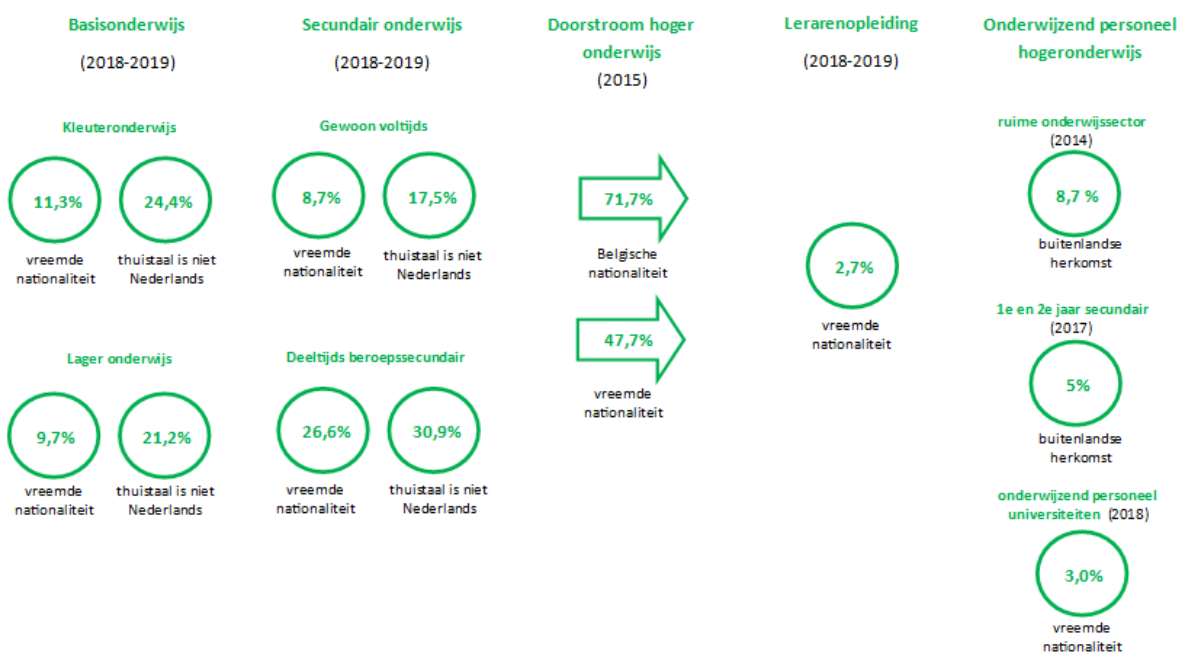 Basisonderwijs
(2018-2019)
Kleuteronderwijs
11,3%
24,4%
vreemde
nationaliteit
thuistaal is niet
Nederlands
Lager onderwijs
9,7%
21,2%
vreemde
nationaliteit
thuistaal is niet
Nederlands
Secundair onderwijs
(2018-2019)
Gewoon voltijds
8,7%
17,5%
vreemde
nationaliteit
thuistaal is niet
Nederlands
Deeltijds beroepssecundair
26,6%
30,9%
vreemde
nationaliteit
thuistaal is niet
Nederlands
Doorstroom hoger
onderwijs
(2015)
71,7%
Belgische
nationaliteit
47,7%
vreemde
nationaliteit
Lerarenopleiding
(2018-2019)
2,7%
vreemde
nationaliteit
Onderwijzend personeel
hogeronderwijs
ruime onderwijssector
(2014)
8,7 %
buitenlandse
herkomst
1e en 2e jaar secundair
(2017)
5%
buitenlandse
herkomst
onderwijzend personeel
universiteiten (2018)
3,0%
vreemde
nationaliteit